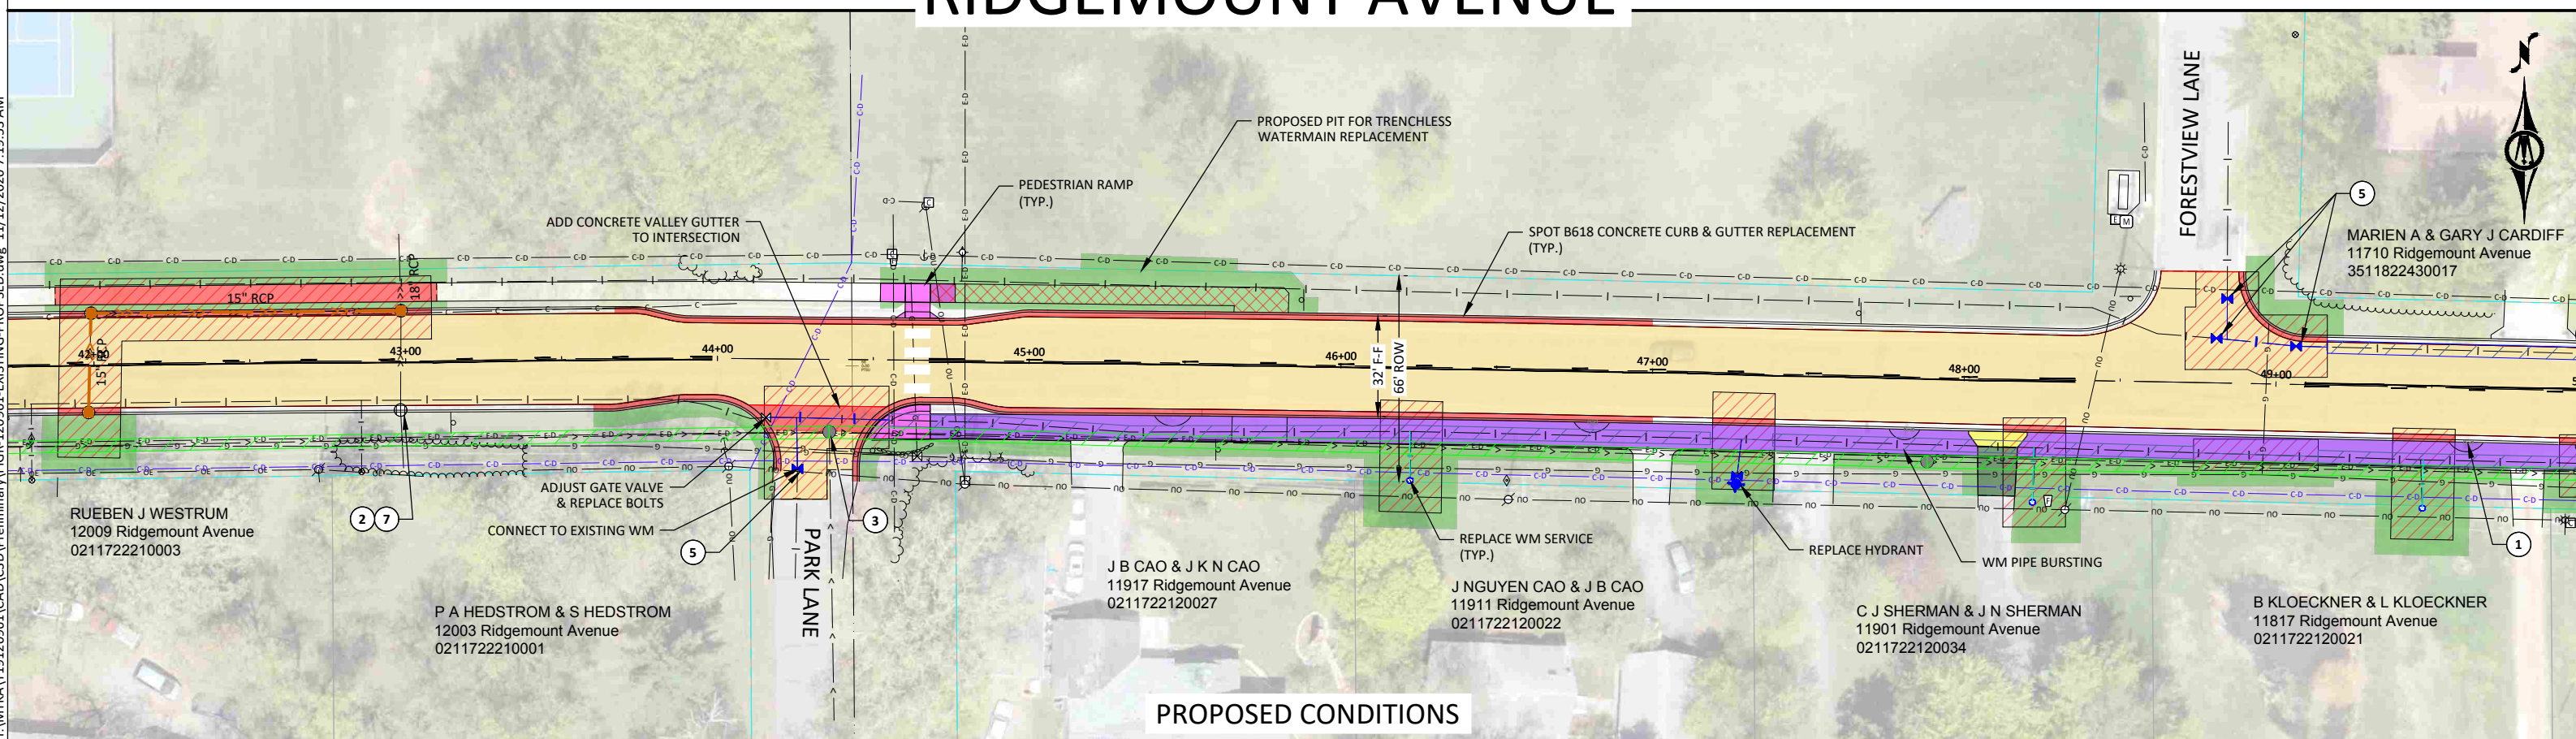 RIDGEMOUNT AVENUE
FORESTVIEW LANE
N
PROPOSED PIT FOR TRENCHLESS
WATERMAIN REPLACEMENT
PEDESTRIAN RAMP
(TYP.)
ADD CONCRETE VALLEY GUTTER
TO INTERSECTION
SPOT B618 CONCRETE CURB & GUTTER REPLACEMENT
(TYP.)
5
MARIEN A & GARY J CARDIFF
11710 Ridgemount Avenue
3511822430017
15" RCP
18" RCP
15" RCP
42+00
43+00
44+00
45+00
46+00
47+00
48+00
49+00
32' F-F
66' ROW
ADJUST GATE VALVE
& REPLACE BOLTS
CONNECT TO EXISTING WM
2 7
5
3
PARK LANE
RUEBEN J WESTRUM
12009 Ridgemount Avenue
0211722210003
P A HEDSTROM & S HEDSTROM
12003 Ridgemount Avenue
0211722210001
J B CAO & J K N CAO
11917 Ridgemount Avenue
0211722120027
REPLACE WM SERVICE
(TYP.)
J NGUYEN CAO & J B CAO
11911 Ridgemount Avenue
0211722120022
REPLACE HYDRANT
WM PIPE BURSTING
1
C J SHERMAN & J N SHERMAN
11901 Ridgemount Avenue
0211722120034
B KLOECKNER & L KLOECKNER
11817 Ridgemount Avenue
0211722120021
PROPOSED CONDITIONS